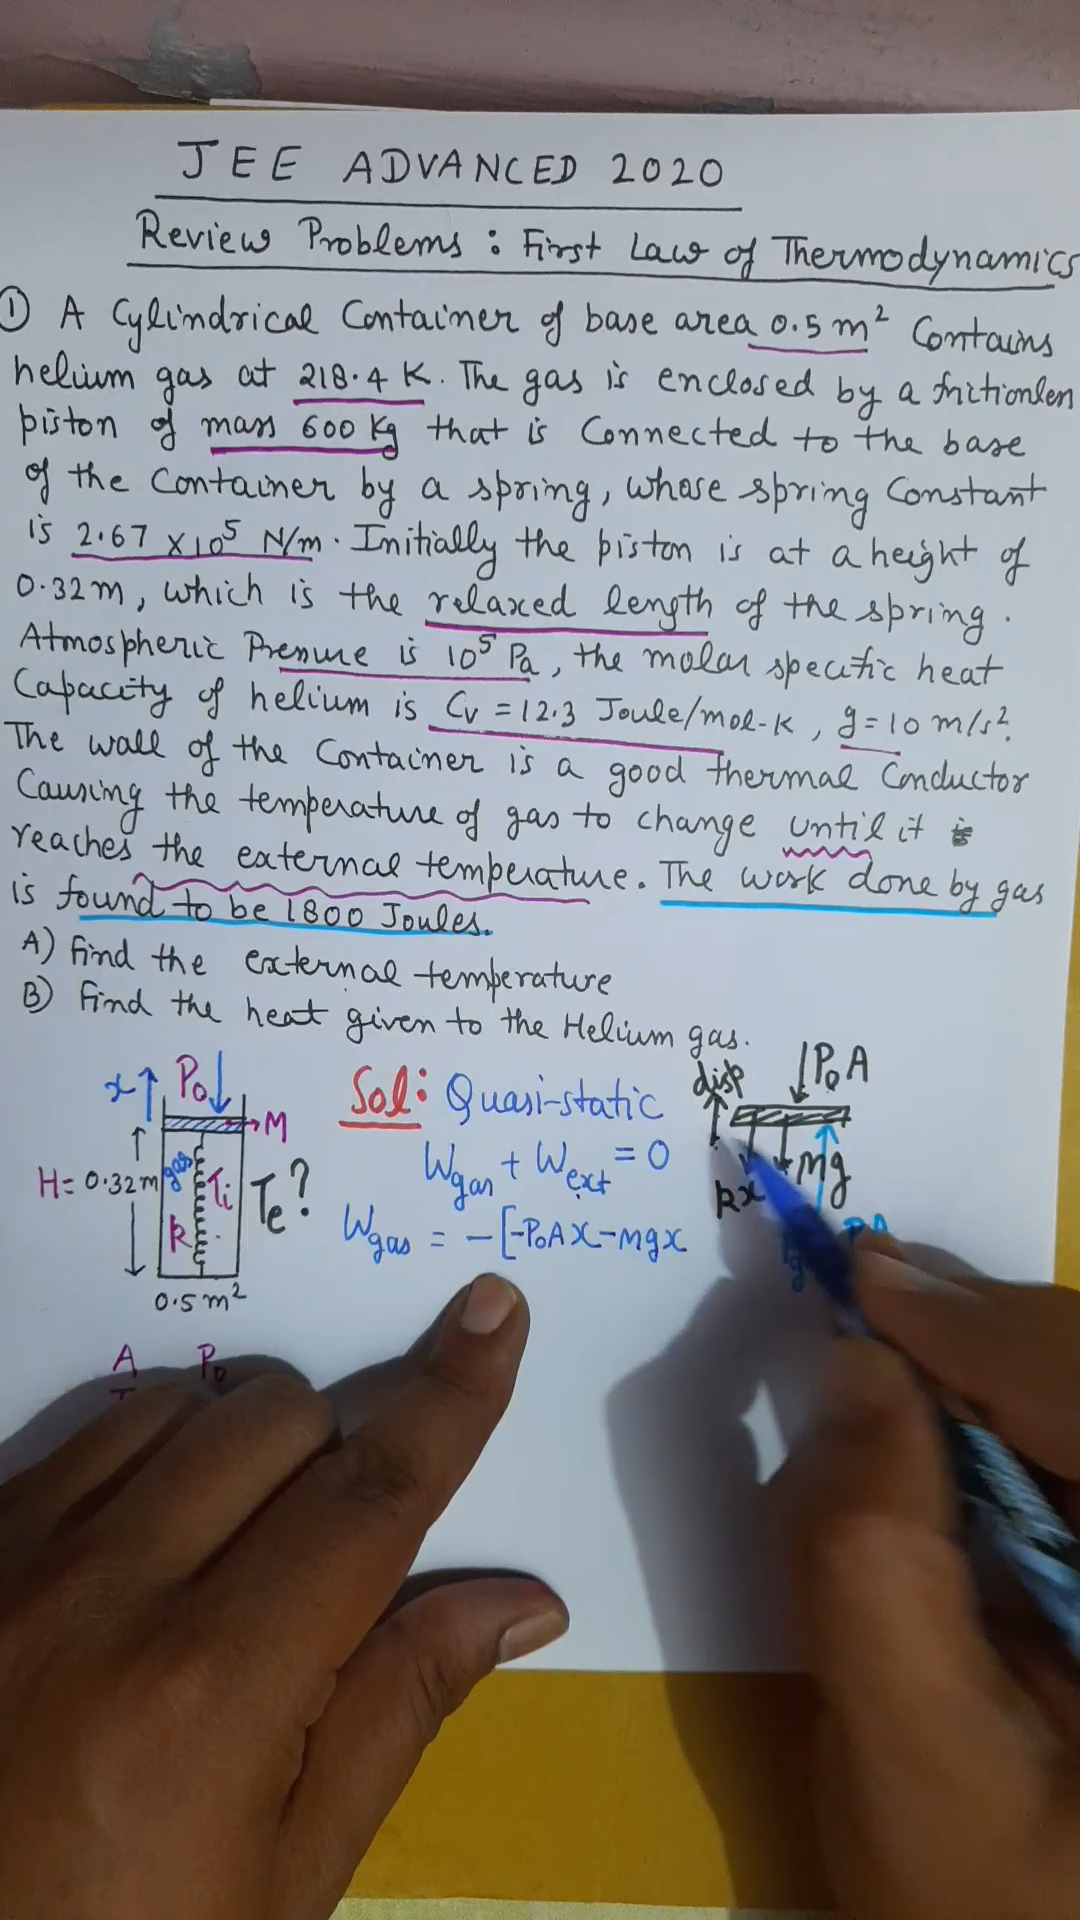 JEE ADVANCED 2020
Review Problems: First Law of Thermodynamics
① A Cylindrical Container of base area 0.5 m² Contains
helium gas at 218.4 K. The gas is enclosed by a frictionless
piston of mass 600 Kg that is Connected to the base
of the Container by a spring, whose spring Constant
is 2.67 ×10⁵ N/m. Initially the piston is at a height of
0.32m, which is the relaxed length of the spring.
Atmospheric Pressure is 10⁵ Pa, the molar specific heat
Capacity of helium is Cv = 12.3 Joule/mol-K, g = 10 m/s².
The wall of the Container is a good thermal Conductor
Causing the temperature of gas to change until it
reaches the external temperature. The work done by gas
is found to be 1800 Joules.
A) Find the external temperature
B) Find the heat given to the Helium gas.
x P₀
M
H = 0.32m gas Ti Te?
k
0.5 m²
A P₀
Sol: Quasi-static
Wgas + Wext = 0
Wgas = -[-P₀Ax-mgx
disp P₀A
kx mg